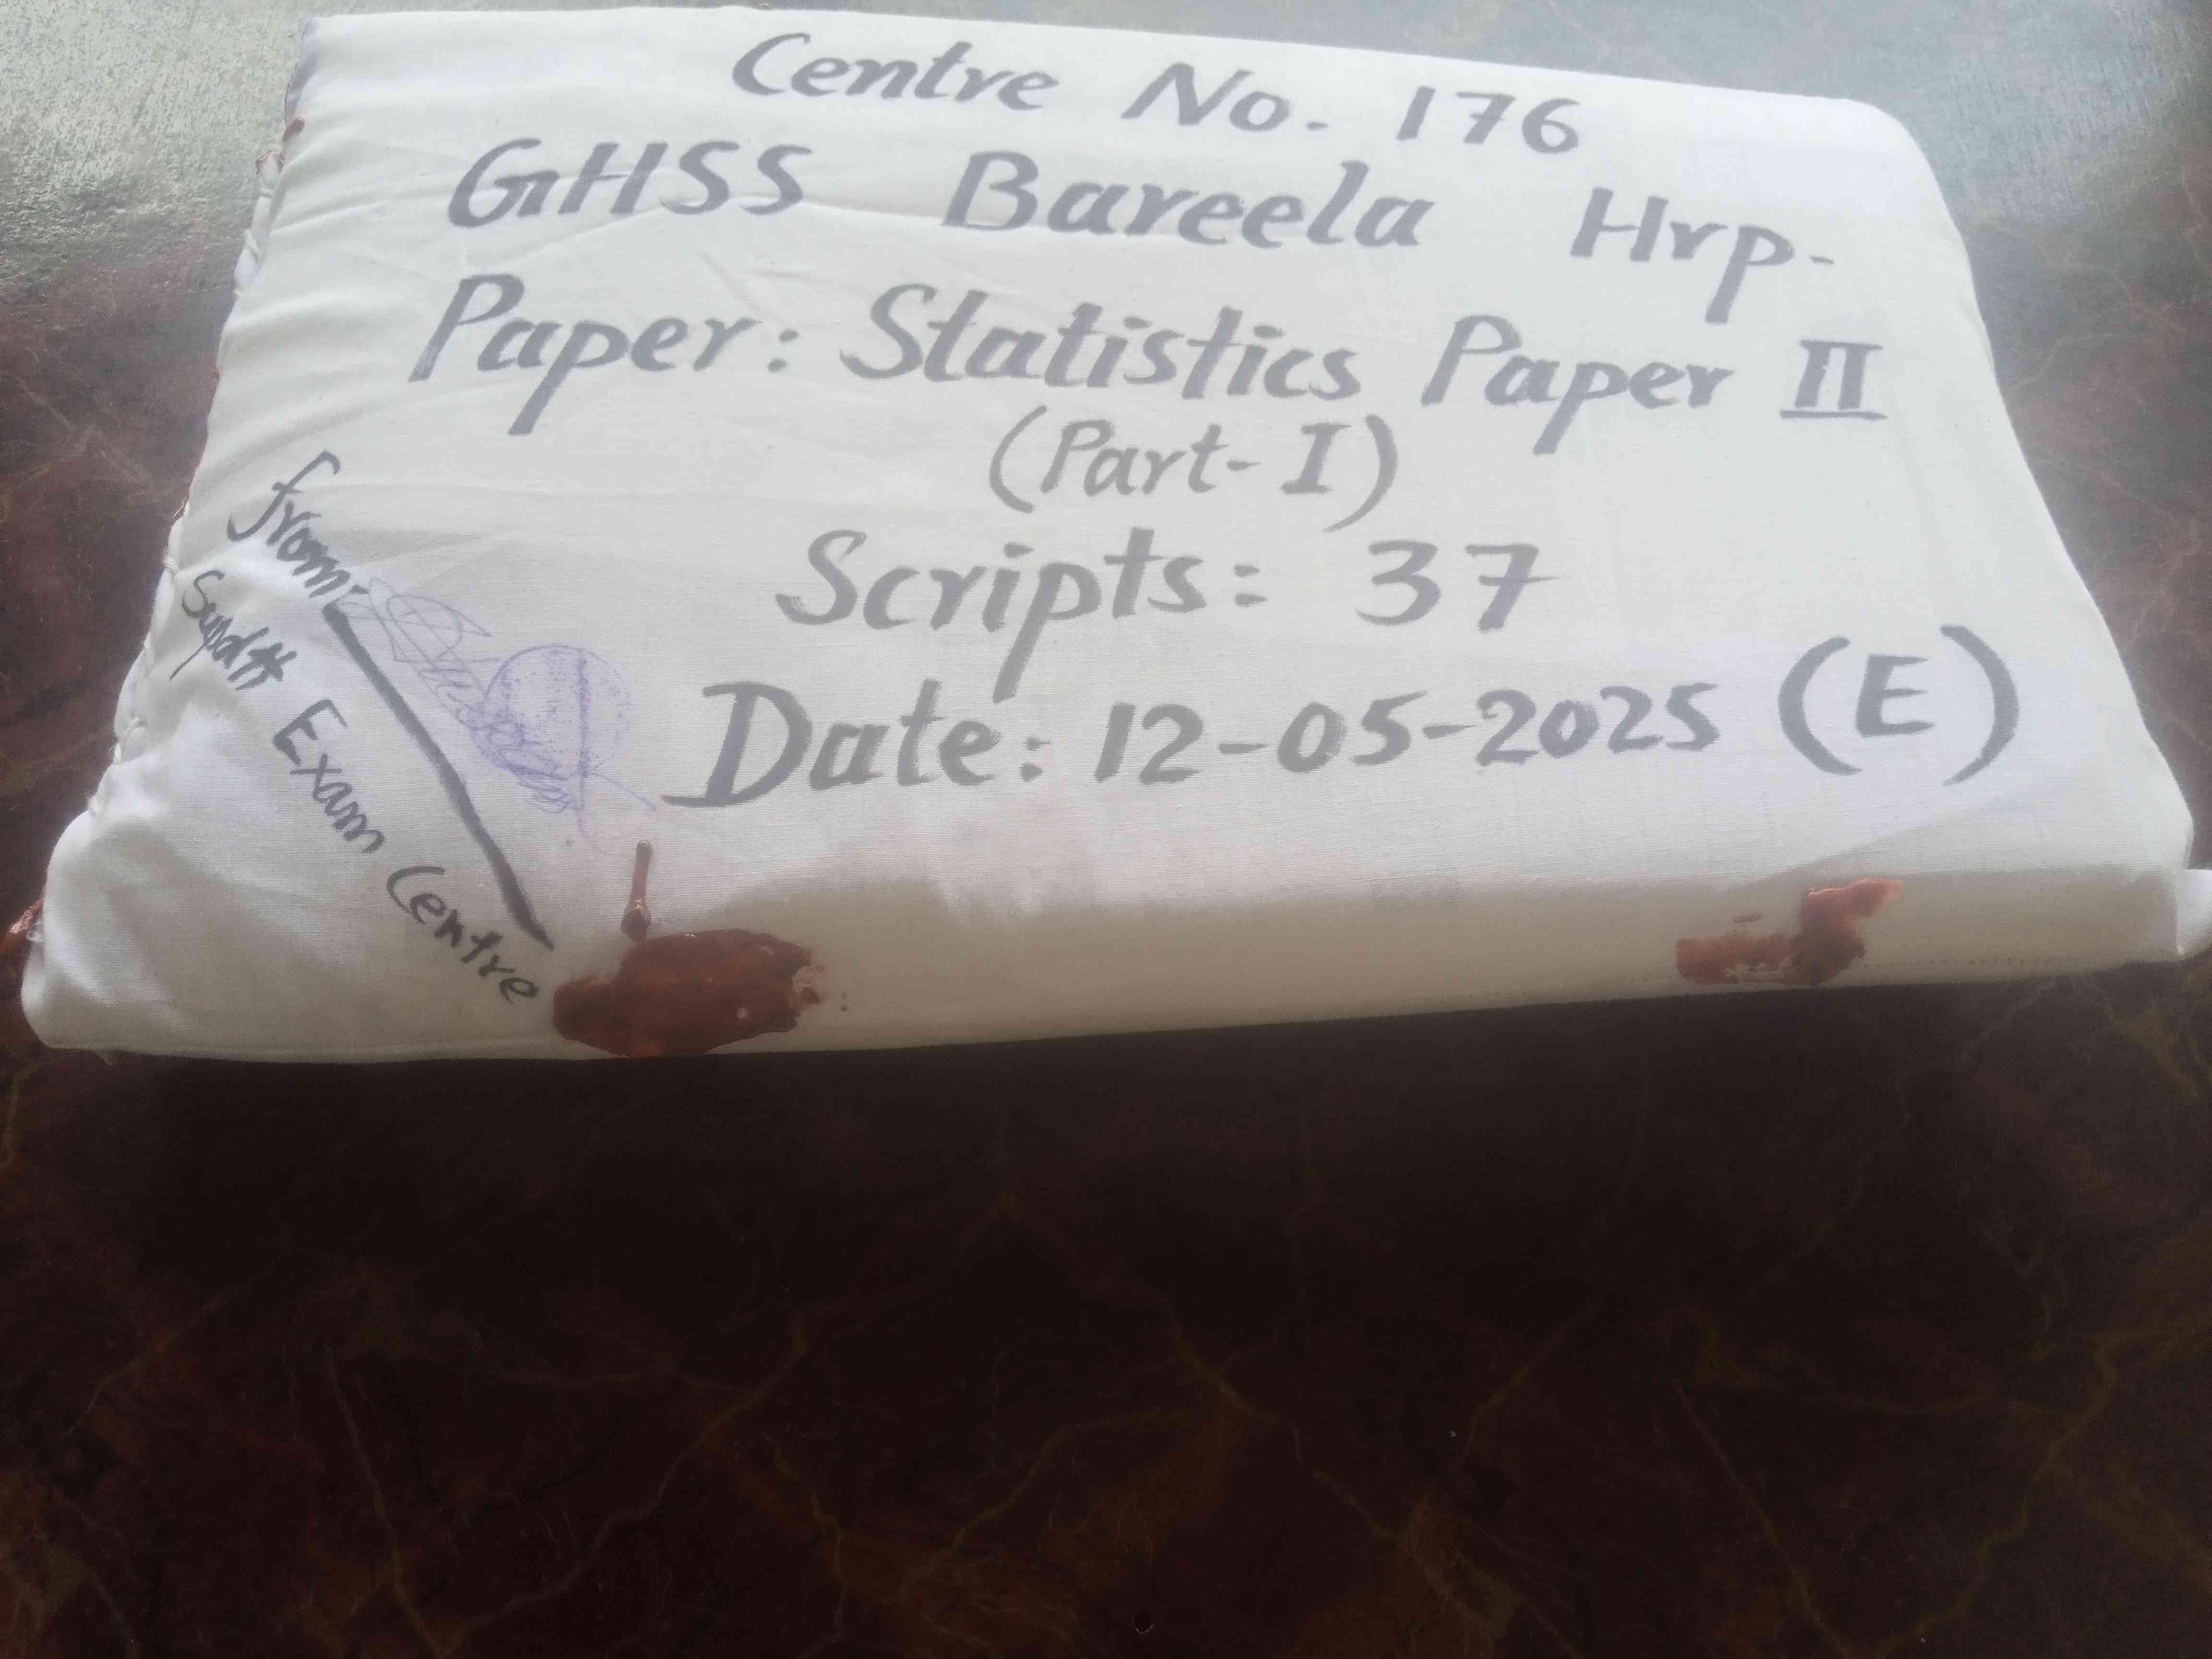 Centre No. 176
GHSS Bareela Hrp-
Paper: Statistics Paper II
(Part-I)
Scripts: 37
Date: 12-05-2025 (E)
from:
Supdtt Exam Centre